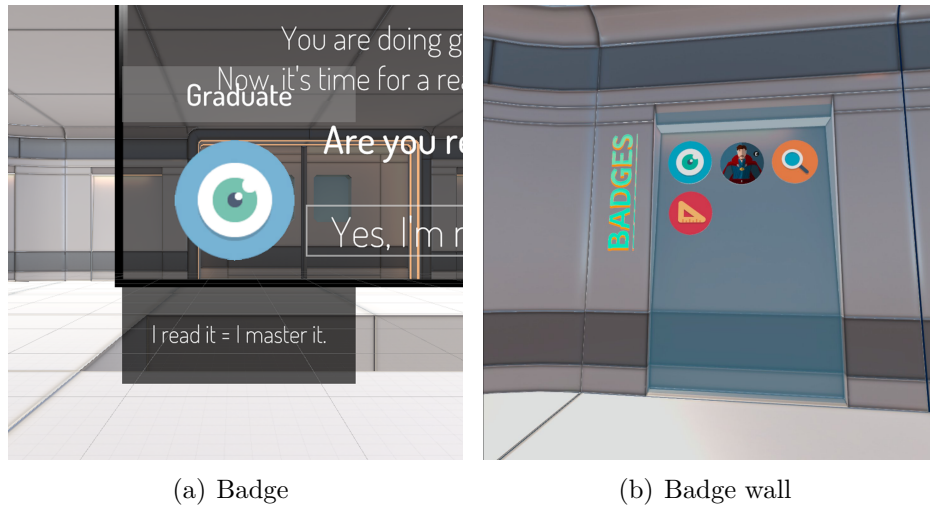 You are doing g
Now, it's time for a rea
Graduate
Are you re
Yes, I'm r
I read it = I master it.
BADGES
(a) Badge
(b) Badge wall